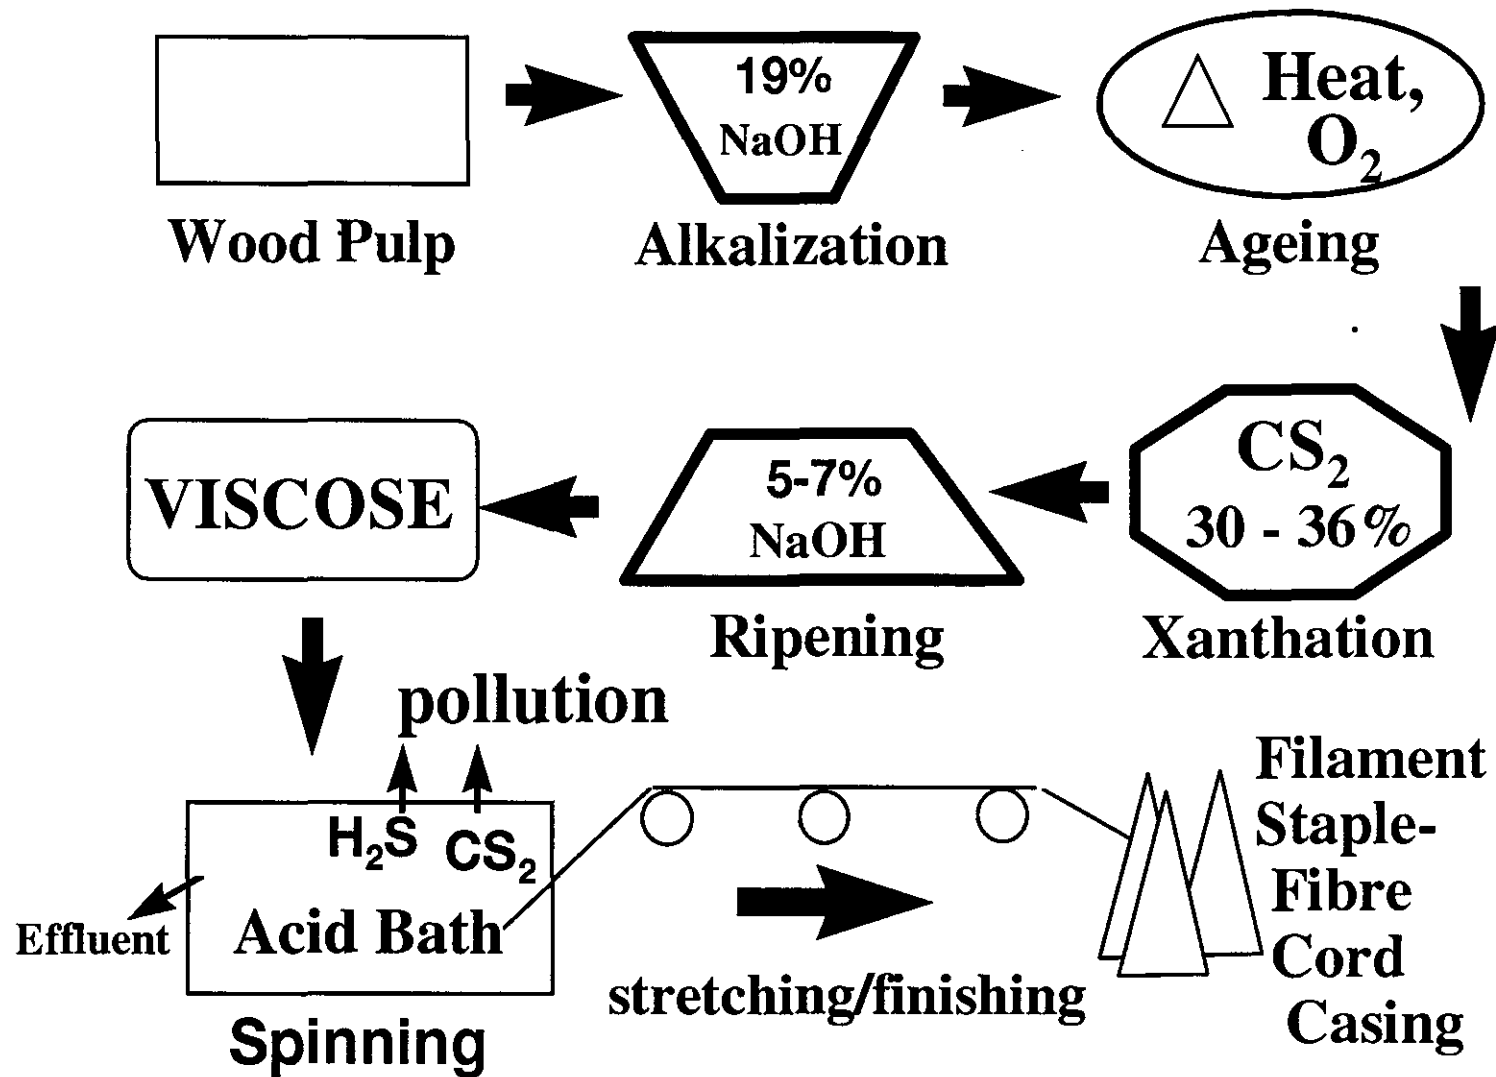 19%
NaOH
△ Heat,
O₂
Wood Pulp
Alkalization
Ageing
CS₂
30 - 36%
Xanthation
5-7%
NaOH
Ripening
VISCOSE
pollution
H₂S CS₂
Acid Bath
Effluent
Spinning
stretching/finishing
Filament
Staple-
Fibre
Cord
Casing